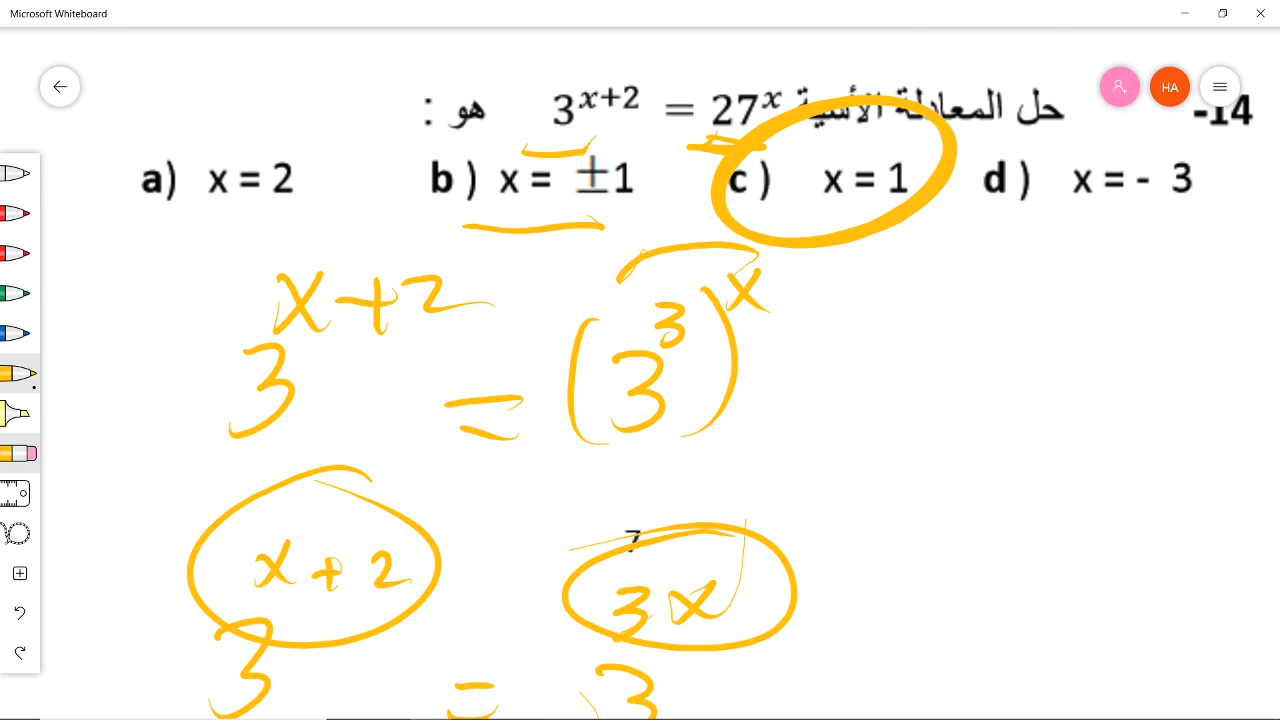 Microsoft Whiteboard
HA
14- حل المعادلة الأسية 3^{x+2} = 27^x هو :
a) x = 2 b) x = ±1 c) x = 1 d) x = - 3
3^{x+2} = (3^3)^x
7
3^{x+2} = 3^{3x}